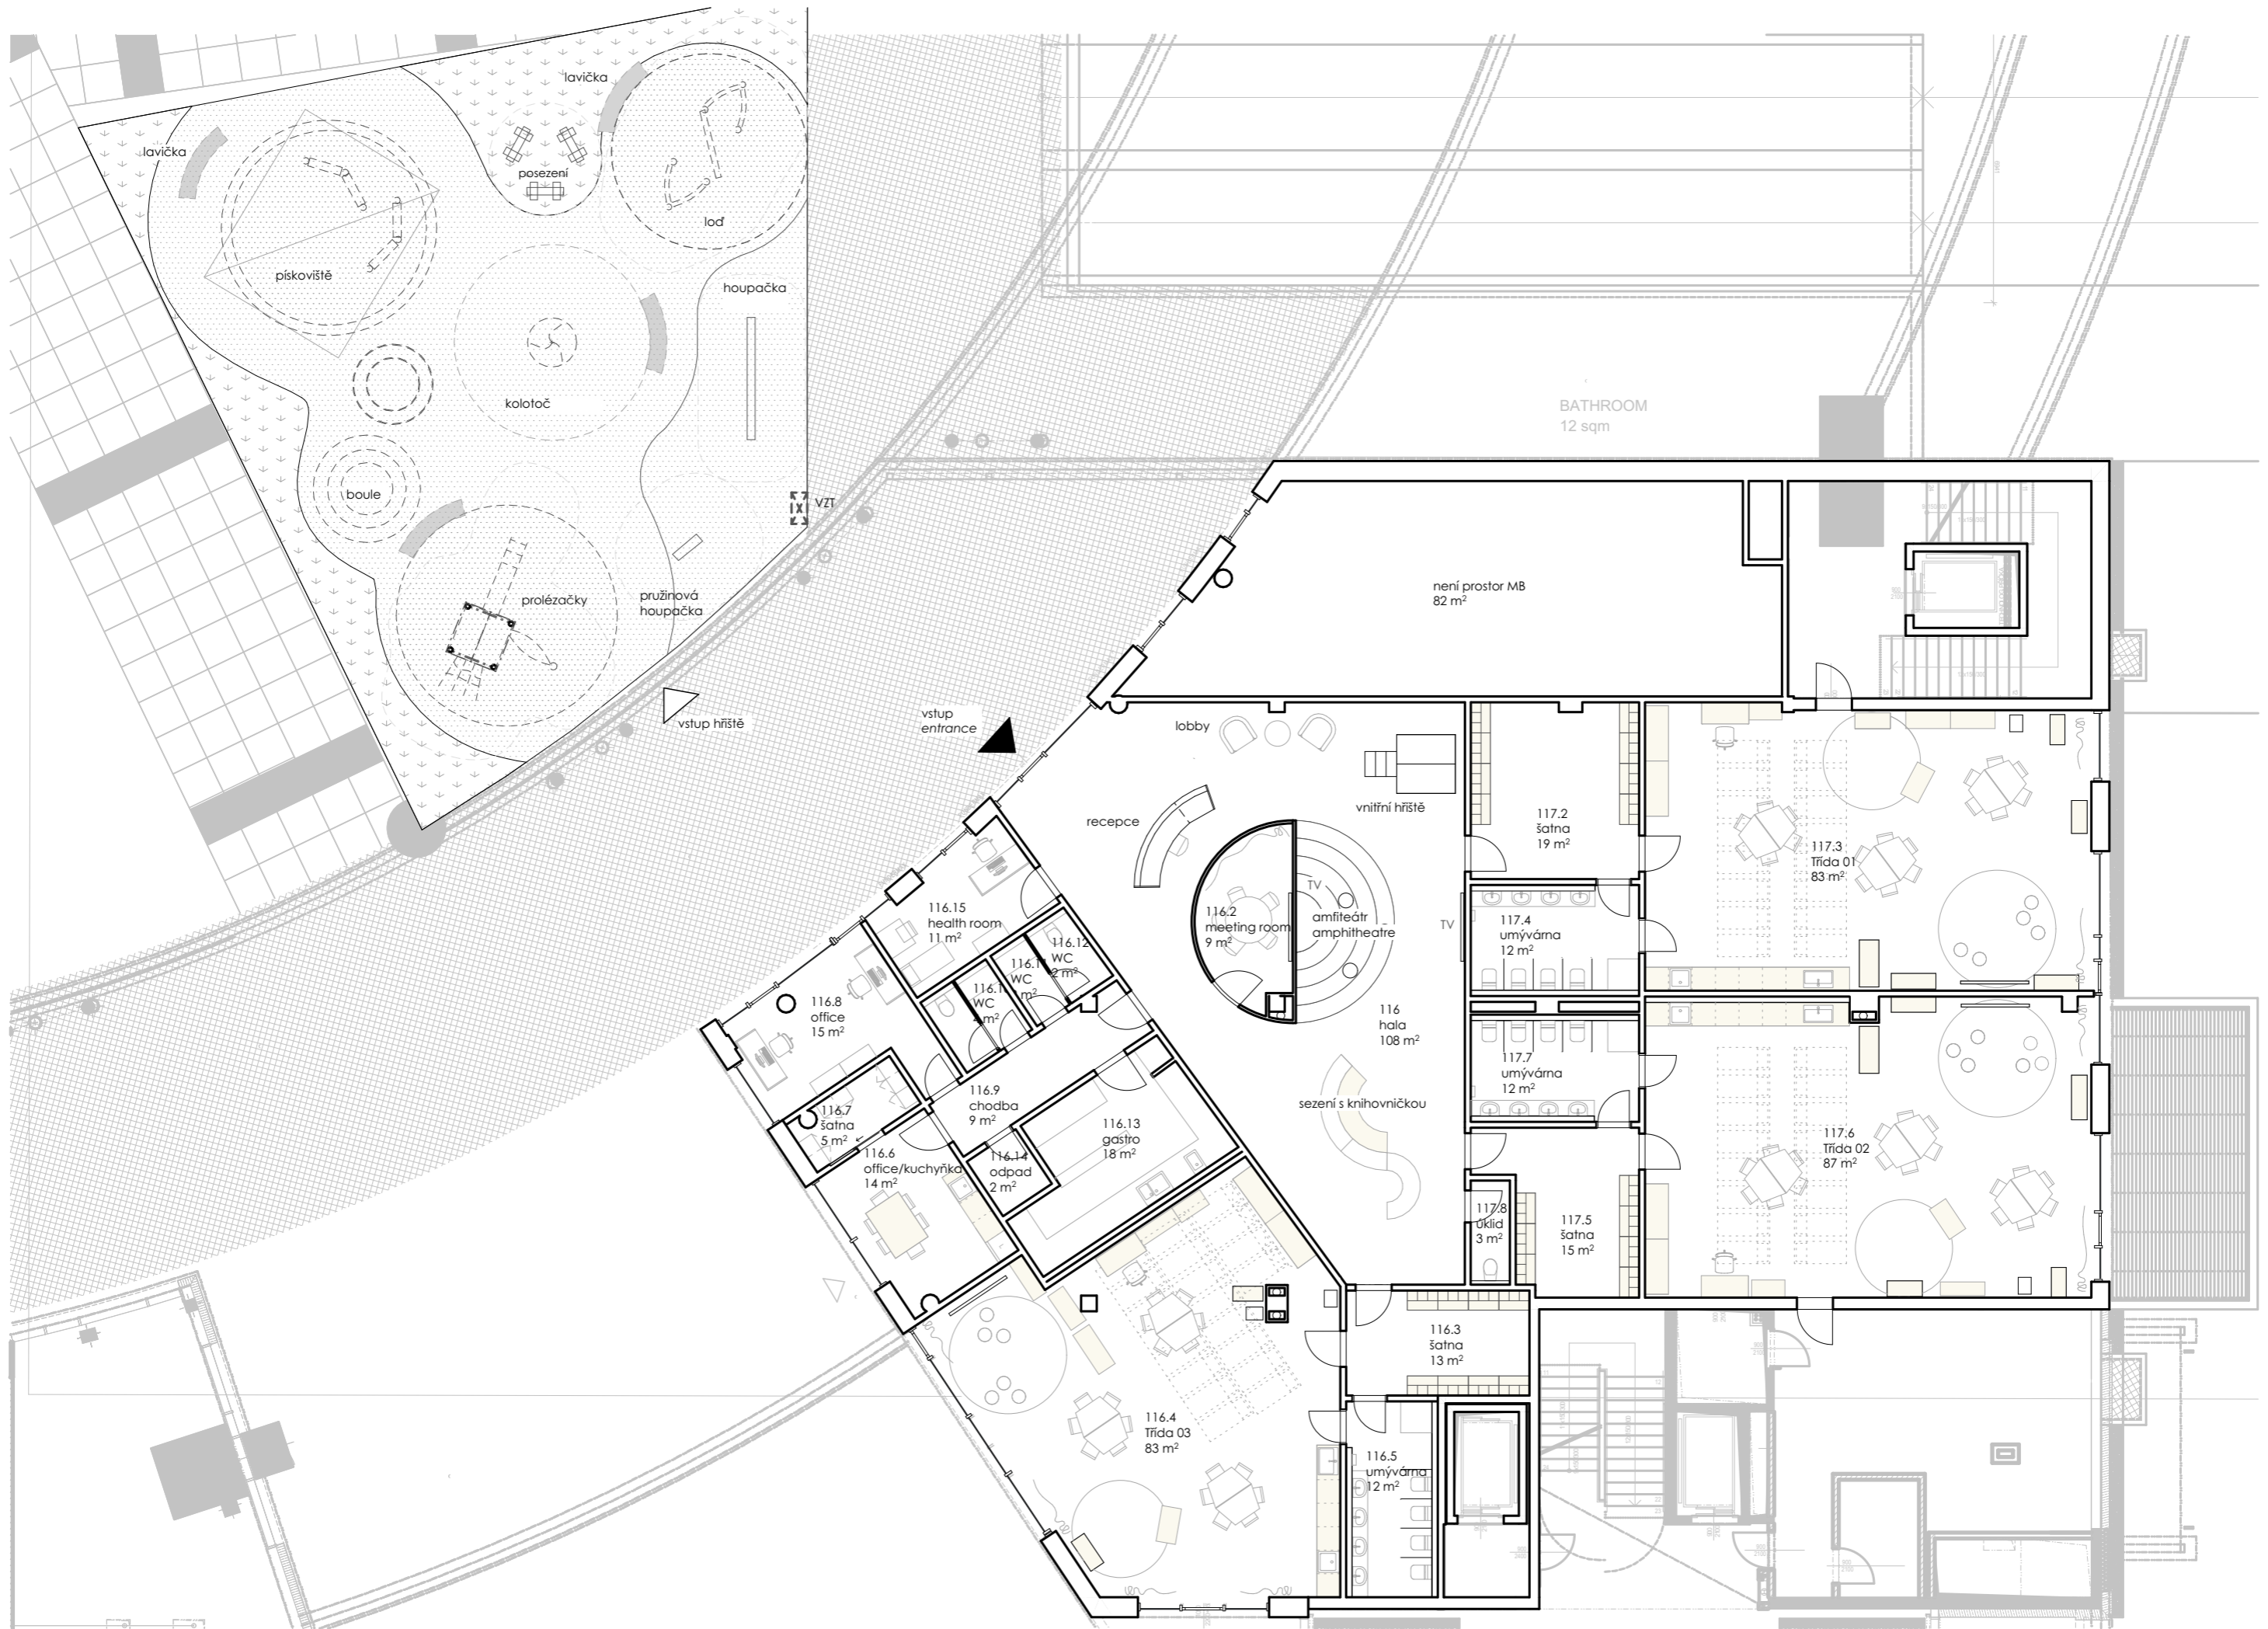 lavička
lavička
posezení
loď
pískoviště
houpačka
kolotoč
BATHROOM
12 sqm
boule
VZT
prolézačky
pružinová
houpačka
není prostor MB
82 m²
vstup hřiště
vstup
entrance
lobby
vnitřní hřiště
recepce
117.2
šatna
19 m²
117.3
Třída 01
83 m²
116.15
health room
11 m²
116.2
meeting room
9 m²
TV
amfiteátr
amphitheatre
TV
117.4
umývárna
12 m²
116.12
WC
2 m²
WC
WC
116.8
office
15 m²
116
hala
108 m²
117.7
umývárna
12 m²
116.9
chodba
9 m²
sezení s knihovničkou
116.7
šatna
5 m²
116.13
gastro
18 m²
116.6
office/kuchyňka
14 m²
116.14
odpad
2 m²
117.6
Třída 02
87 m²
117.8
úklid
3 m²
117.5
šatna
15 m²
116.3
šatna
13 m²
116.4
Třída 03
83 m²
116.5
umývárna
12 m²